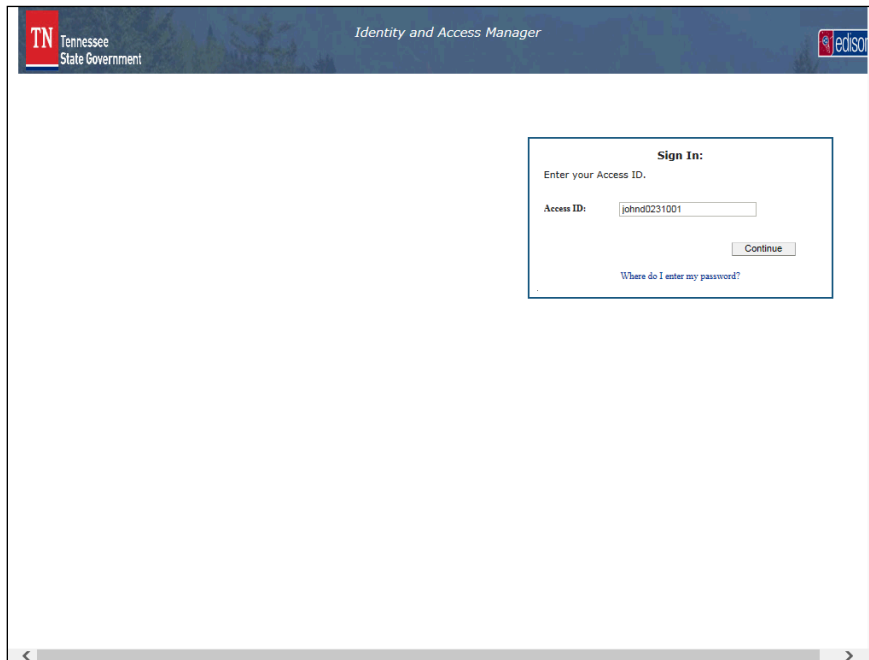 TN Tennessee
State Government
Identity and Access Manager
edison
Sign In:
Enter your Access ID.
Access ID: johnd0231001
Continue
Where do I enter my password?